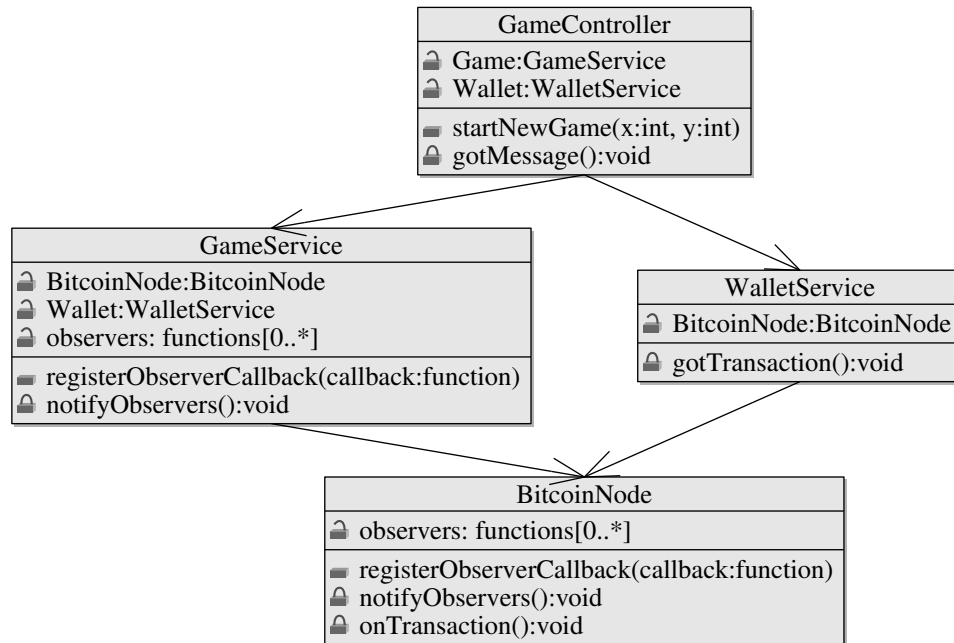 GameController
Game:GameService
Wallet:WalletService
startNewGame(x:int, y:int)
gotMessage():void
GameService
BitcoinNode:BitcoinNode
Wallet:WalletService
observers: functions[0..*]
registerObserverCallback(callback:function)
notifyObservers():void
WalletService
BitcoinNode:BitcoinNode
gotTransaction():void
BitcoinNode
observers: functions[0..*]
registerObserverCallback(callback:function)
notifyObservers():void
onTransaction():void